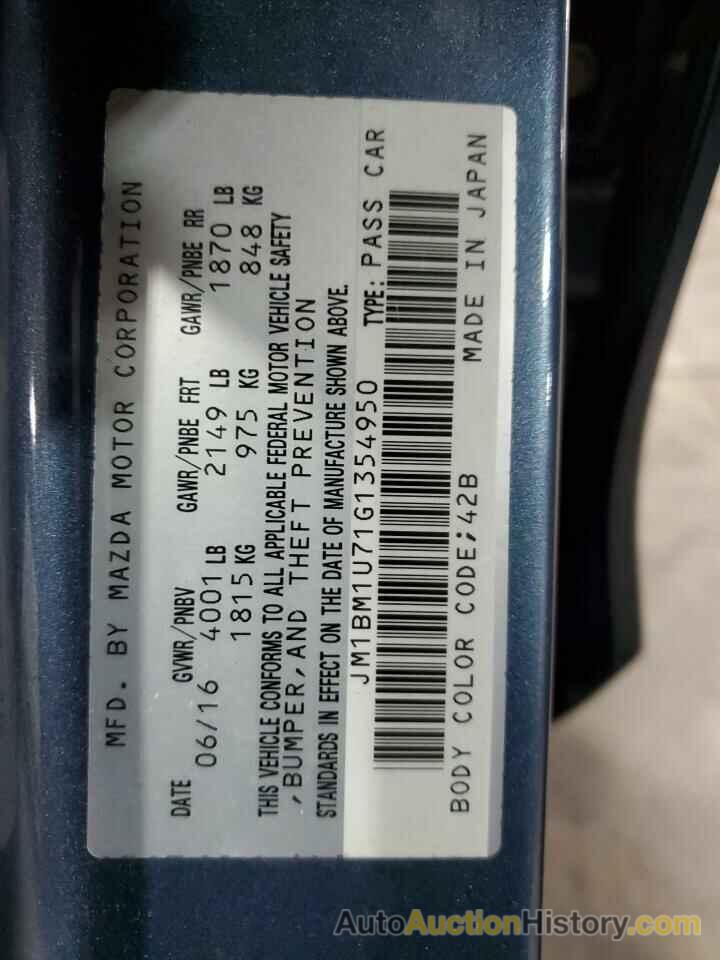 MFD. BY MAZDA MOTOR CORPORATION
DATE GVWR/PNBV GAWR/PNBE FRT GAWR/PNBE RR
06/16 4001 LB 2149 LB 1870 LB
1815 KG 975 KG 848 KG
THIS VEHICLE CONFORMS TO ALL APPLICABLE FEDERAL MOTOR VEHICLE SAFETY
,BUMPER,AND THEFT PREVENTION
STANDARDS IN EFFECT ON THE DATE OF MANUFACTURE SHOWN ABOVE.
JM1BM1U71G1354950 TYPE: PASS CAR
BODY COLOR CODE;42B MADE IN JAPAN
AutoAuctionHistory.com